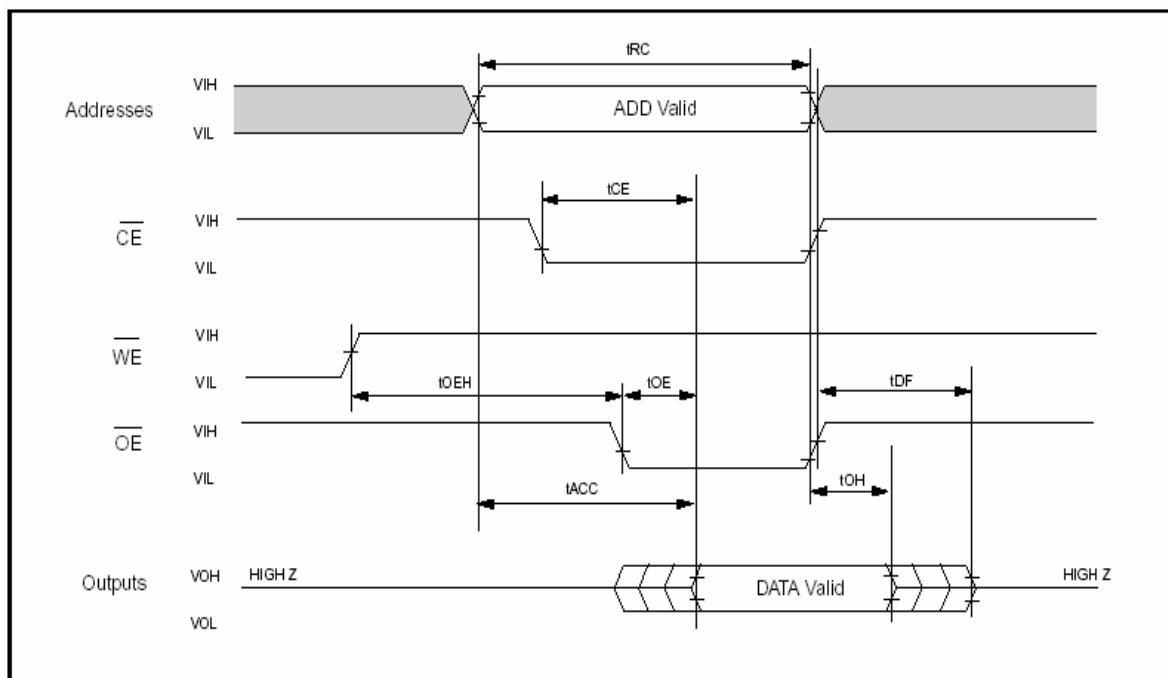 tRC
VIH
Addresses
ADD Valid
VIL
tCE
VIH
CE
VIL
VIH
WE
VIL
tOEH
tOE
tDF
VIH
OE
VIL
tACC
tOH
VOH
HIGH Z
HIGH Z
Outputs
DATA Valid
VOL